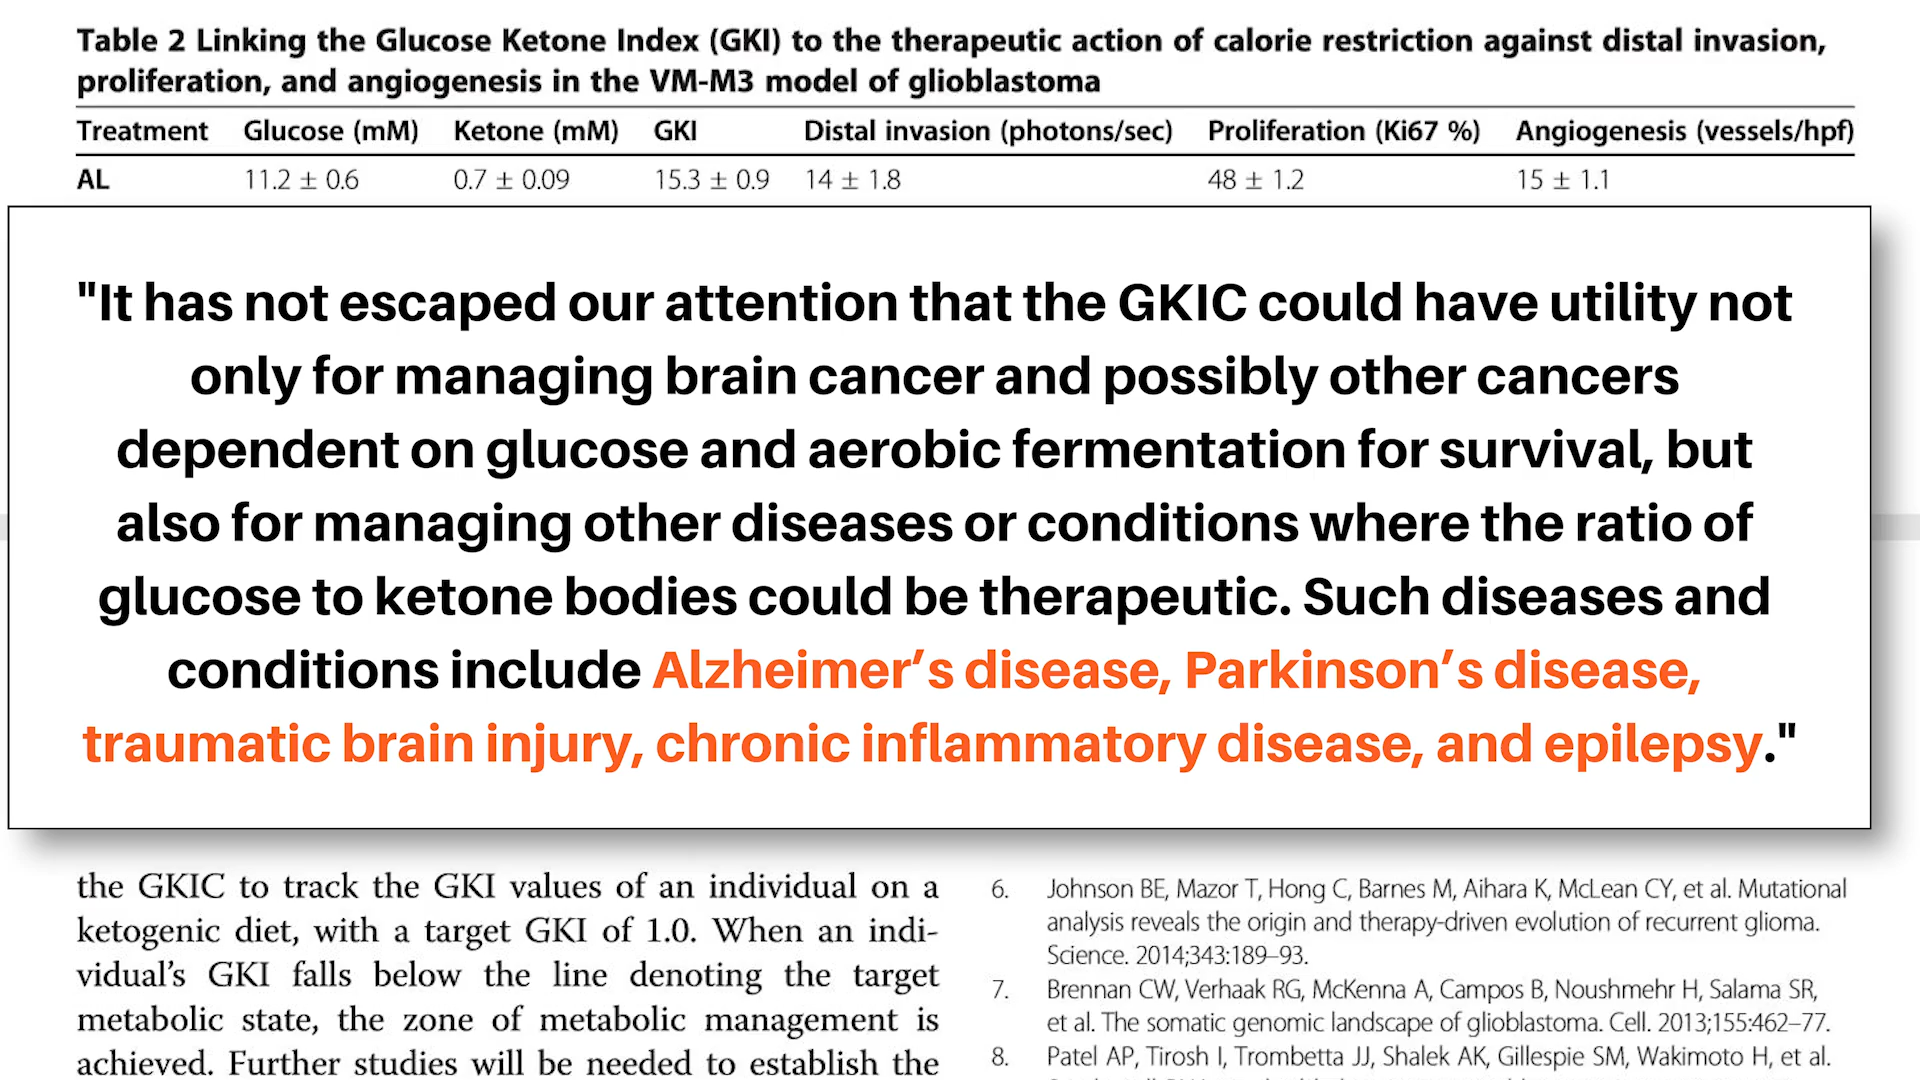 Table 2 Linking the Glucose Ketone Index (GKI) to the therapeutic action of calorie restriction against distal invasion,
proliferation, and angiogenesis in the VM-M3 model of glioblastoma
Treatment Glucose (mM) Ketone (mM) GKI Distal invasion (photons/sec) Proliferation (Ki67 %) Angiogenesis (vessels/hpf)
AL 11.2 ± 0.6 0.7 ± 0.09 15.3 ± 0.9 14 ± 1.8 48 ± 1.2 15 ± 1.1
"It has not escaped our attention that the GKIC could have utility not
only for managing brain cancer and possibly other cancers
dependent on glucose and aerobic fermentation for survival, but
also for managing other diseases or conditions where the ratio of
glucose to ketone bodies could be therapeutic. Such diseases and
conditions include Alzheimer’s disease, Parkinson’s disease,
traumatic brain injury, chronic inflammatory disease, and epilepsy."
the GKIC to track the GKI values of an individual on a
ketogenic diet, with a target GKI of 1.0. When an indi-
vidual’s GKI falls below the line denoting the target
metabolic state, the zone of metabolic management is
achieved. Further studies will be needed to establish the
6. Johnson BE, Mazor T, Hong C, Barnes M, Aihara K, McLean CY, et al. Mutational
analysis reveals the origin and therapy-driven evolution of recurrent glioma.
Science. 2014;343:189–93.
7. Brennan CW, Verhaak RG, McKenna A, Campos B, Noushmehr H, Salama SR,
et al. The somatic genomic landscape of glioblastoma. Cell. 2013;155:462–77.
8. Patel AP, Tirosh I, Trombetta JJ, Shalek AK, Gillespie SM, Wakimoto H, et al.